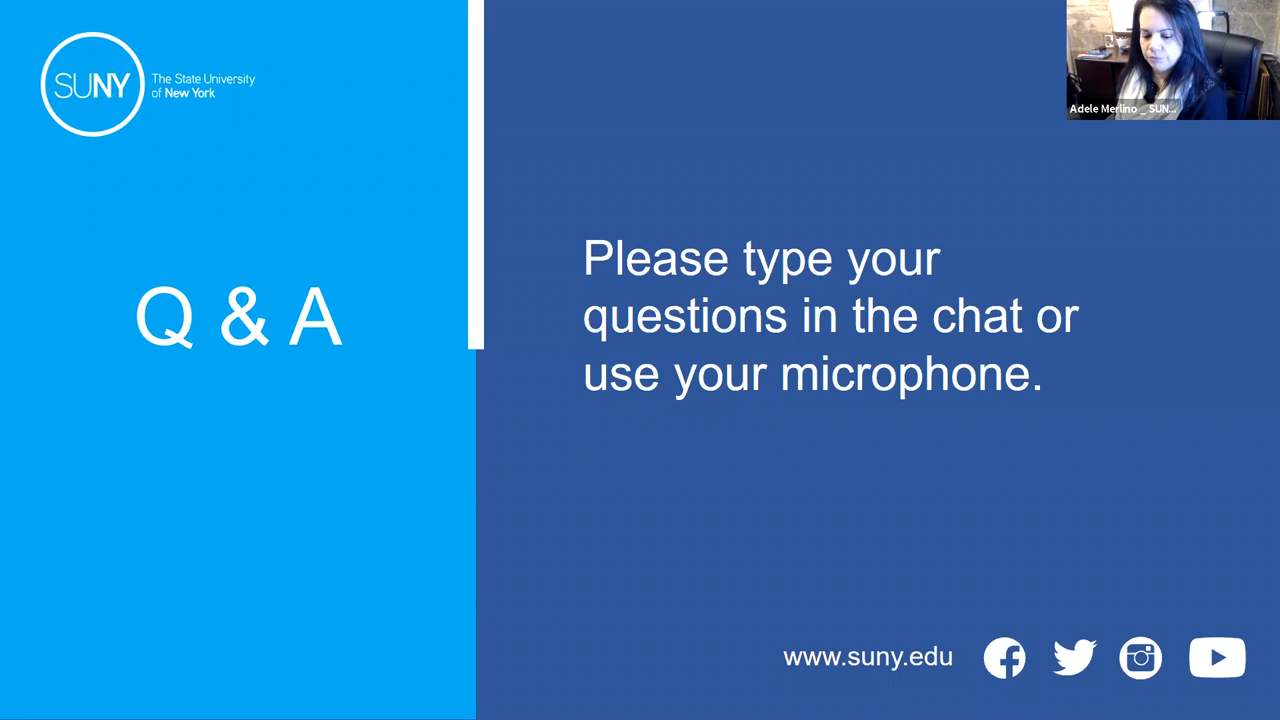 SUNY
The State University
of New York
Q & A
Please type your
questions in the chat or
use your microphone.
Adele Merlino _ SUN...
www.suny.edu